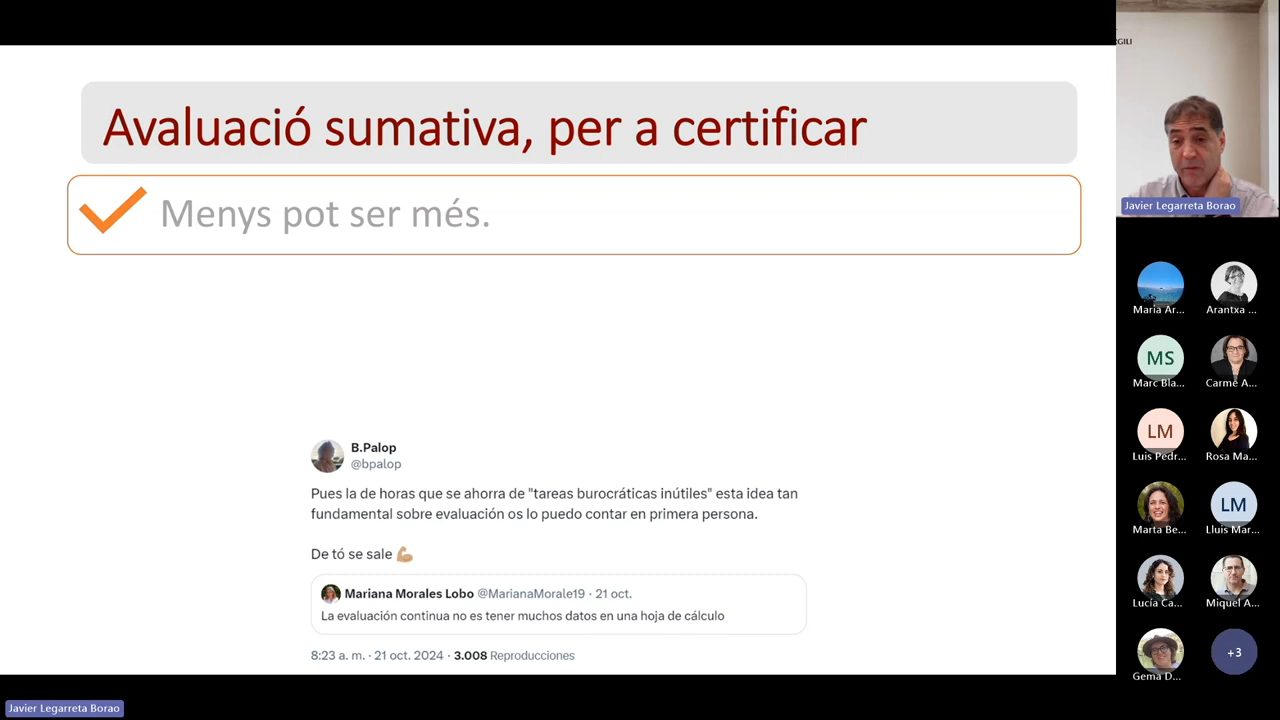 Avaluació sumativa, per a certificar
Menys pot ser més.
B.Palop
@bpalop
Pues la de horas que se ahorra de "tareas burocráticas inútiles" esta idea tan
fundamental sobre evaluación os lo puedo contar en primera persona.
De tó se sale 💪🏼
Mariana Morales Lobo @MarianaMorale19 · 21 oct.
La evaluación continua no es tener muchos datos en una hoja de cálculo
8:23 a. m. · 21 oct. 2024 · 3.008 Reproducciones
Javier Legarreta Borao
Maria Ar...
Arantxa ...
MS
Marc Bla...
Carme A...
LM
Luis Pedr...
Rosa Ma...
Marta Be...
LM
Lluis Mar...
Lucía Ca...
Miquel A...
Gema D...
+3
Javier Legarreta Borao